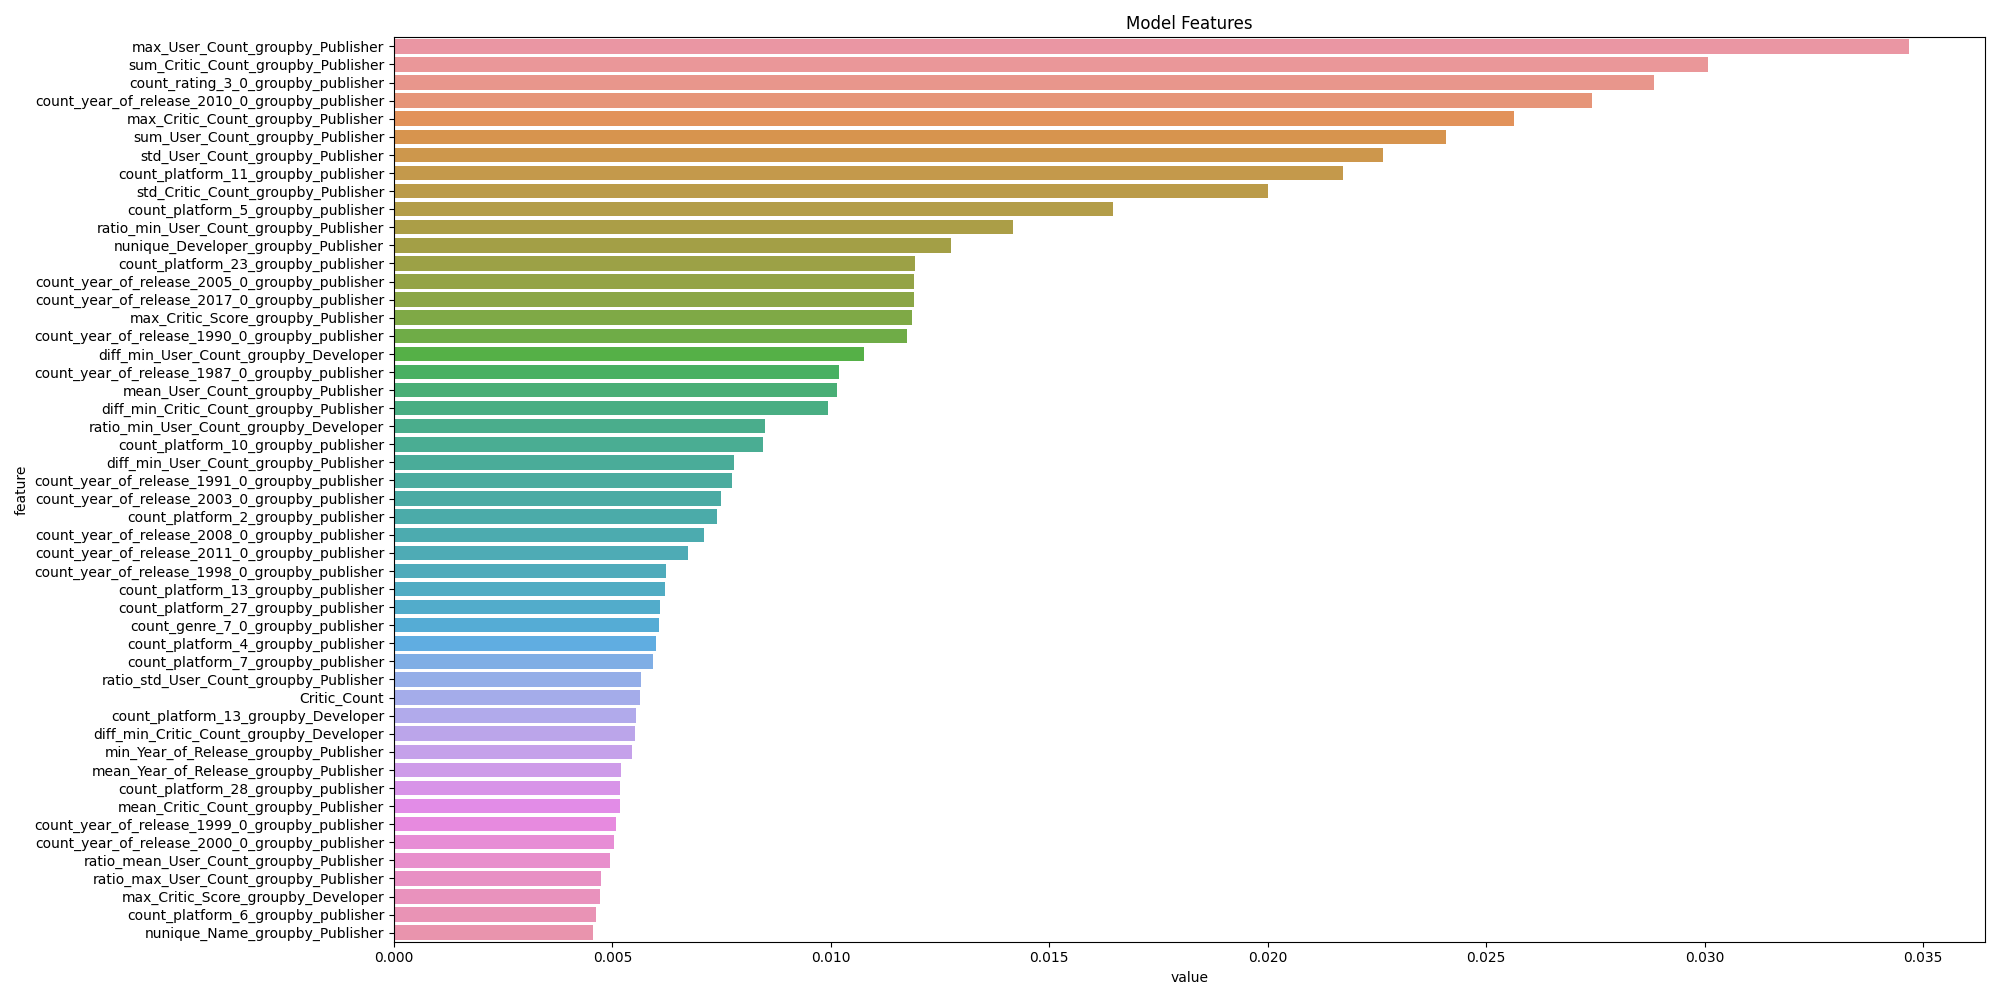 Model Features
max_User_Count_groupby_Publisher
sum_Critic_Count_groupby_Publisher
count_rating_3_0_groupby_publisher
count_year_of_release_2010_0_groupby_publisher
max_Critic_Count_groupby_Publisher
sum_User_Count_groupby_Publisher
std_User_Count_groupby_Publisher
count_platform_11_groupby_publisher
std_Critic_Count_groupby_Publisher
count_platform_5_groupby_publisher
ratio_min_User_Count_groupby_Publisher
nunique_Developer_groupby_Publisher
count_platform_23_groupby_publisher
count_year_of_release_2005_0_groupby_publisher
count_year_of_release_2017_0_groupby_publisher
max_Critic_Score_groupby_Publisher
count_year_of_release_1990_0_groupby_publisher
diff_min_User_Count_groupby_Developer
count_year_of_release_1987_0_groupby_publisher
mean_User_Count_groupby_Publisher
diff_min_Critic_Count_groupby_Publisher
ratio_min_User_Count_groupby_Developer
count_platform_10_groupby_publisher
diff_min_User_Count_groupby_Publisher
count_year_of_release_1991_0_groupby_publisher
count_year_of_release_2003_0_groupby_publisher
count_platform_2_groupby_publisher
count_year_of_release_2008_0_groupby_publisher
count_year_of_release_2011_0_groupby_publisher
count_year_of_release_1998_0_groupby_publisher
count_platform_13_groupby_publisher
count_platform_27_groupby_publisher
count_genre_7_0_groupby_publisher
count_platform_4_groupby_publisher
count_platform_7_groupby_publisher
ratio_std_User_Count_groupby_Publisher
Critic_Count
count_platform_13_groupby_Developer
diff_min_Critic_Count_groupby_Developer
min_Year_of_Release_groupby_Publisher
mean_Year_of_Release_groupby_Publisher
count_platform_28_groupby_publisher
mean_Critic_Count_groupby_Publisher
count_year_of_release_1999_0_groupby_publisher
count_year_of_release_2000_0_groupby_publisher
ratio_mean_User_Count_groupby_Publisher
ratio_max_User_Count_groupby_Publisher
max_Critic_Score_groupby_Developer
count_platform_6_groupby_publisher
nunique_Name_groupby_Publisher
feature
0.000 0.005 0.010 0.015 0.020 0.025 0.030 0.035
value